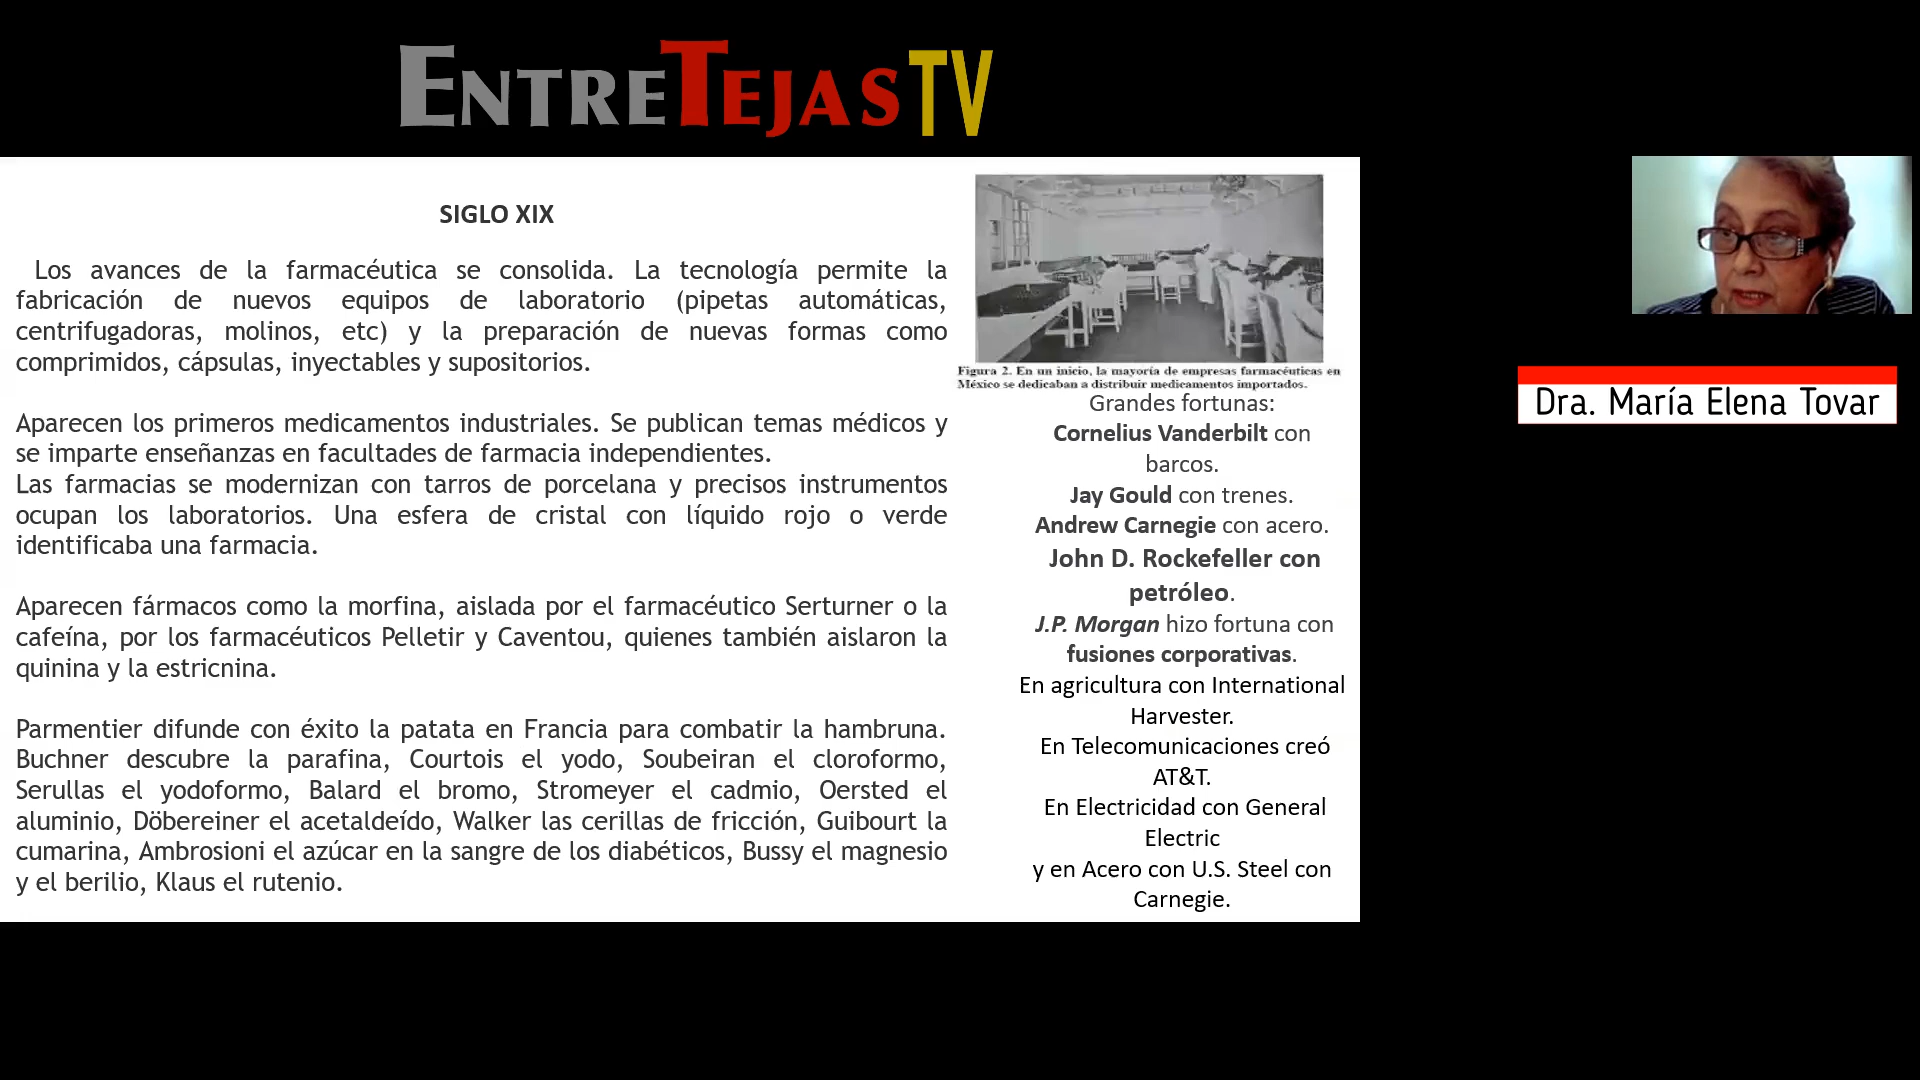 ENTRETEJASTV
SIGLO XIX
Los avances de la farmacéutica se consolida. La tecnología permite la
fabricación de nuevos equipos de laboratorio (pipetas automáticas,
centrifugadoras, molinos, etc) y la preparación de nuevas formas como
comprimidos, cápsulas, inyectables y supositorios.
Aparecen los primeros medicamentos industriales. Se publican temas médicos y
se imparte enseñanzas en facultades de farmacia independientes.
Las farmacias se modernizan con tarros de porcelana y precisos instrumentos
ocupan los laboratorios. Una esfera de cristal con líquido rojo o verde
identificaba una farmacia.
Aparecen fármacos como la morfina, aislada por el farmacéutico Serturner o la
cafeína, por los farmacéuticos Pelletir y Caventou, quienes también aislaron la
quinina y la estricnina.
Parmentier difunde con éxito la patata en Francia para combatir la hambruna.
Buchner descubre la parafina, Courtois el yodo, Soubeiran el cloroformo,
Serullas el yodoformo, Balard el bromo, Stromeyer el cadmio, Oersted el
aluminio, Döbereiner el acetaldeído, Walker las cerillas de fricción, Guibourt la
cumarina, Ambrosioni el azúcar en la sangre de los diabéticos, Bussy el magnesio
y el berilio, Klaus el rutenio.
Figura 2. En un inicio, la mayoría de empresas farmacéuticas en
México se dedicaban a distribuir medicamentos importados.
Grandes fortunas:
Cornelius Vanderbilt con
barcos.
Jay Gould con trenes.
Andrew Carnegie con acero.
John D. Rockefeller con
petróleo.
J.P. Morgan hizo fortuna con
fusiones corporativas.
En agricultura con International
Harvester.
En Telecomunicaciones creó
AT&T.
En Electricidad con General
Electric
y en Acero con U.S. Steel con
Carnegie.
Dra. María Elena Tovar